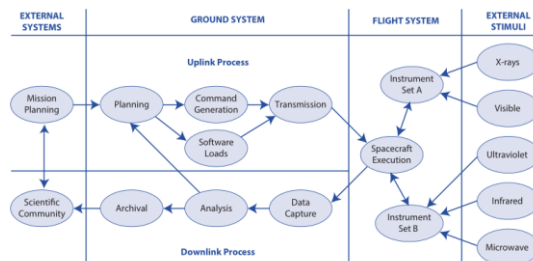 EXTERNAL
SYSTEMS
GROUND SYSTEM
FLIGHT SYSTEM
EXTERNAL
STIMULI
Uplink Process
Mission
Planning
Planning
Command
Generation
Transmission
Software
Loads
Instrument
Set A
X-rays
Visible
Spacecraft
Execution
Ultraviolet
Scientific
Community
Archival
Analysis
Data
Capture
Instrument
Set B
Infrared
Microwave
Downlink Process